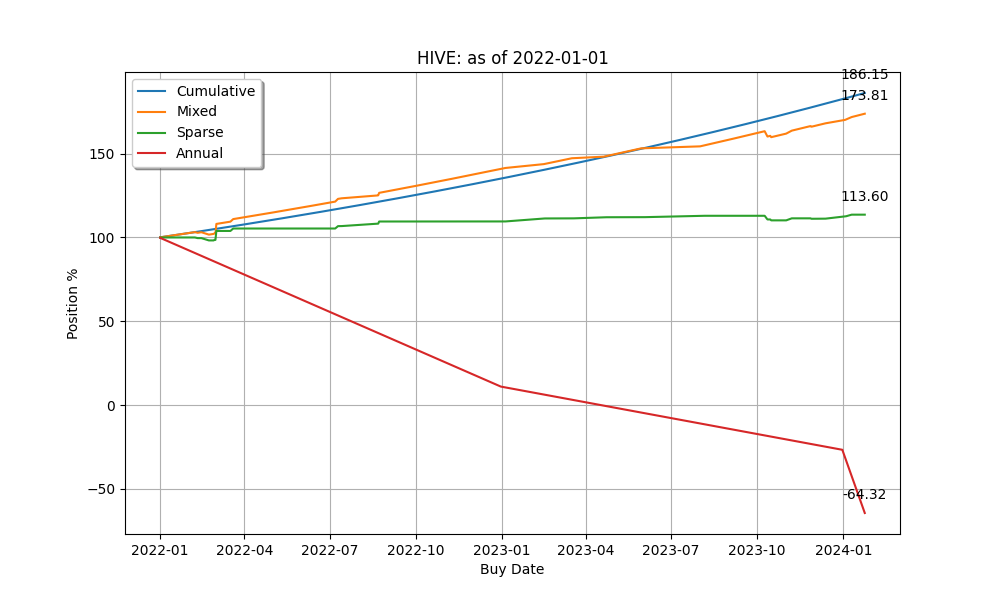 HIVE: as of 2022-01-01
186.15
173.81
113.60
-64.32
Cumulative
Mixed
Sparse
Annual
Position %
150
100
50
0
−50
2022-01 2022-04 2022-07 2022-10 2023-01 2023-04 2023-07 2023-10 2024-01
Buy Date